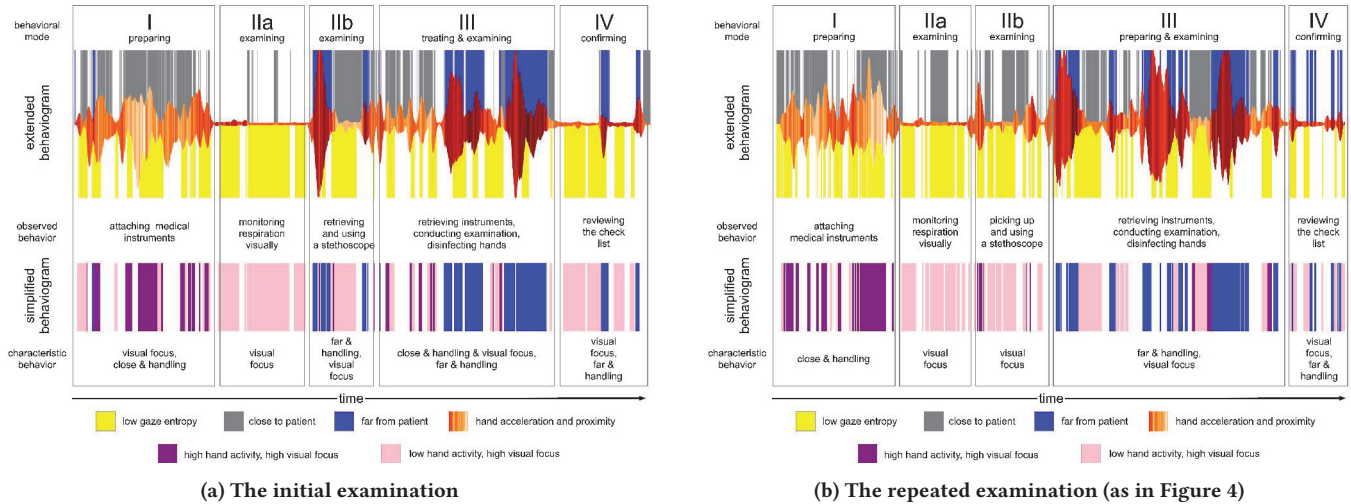 I IIa IIb III IV
behavioral
mode
preparing examining examining treating & examining confirming
extended
behaviogram
observed
behavior
attaching medical
instruments
monitoring
respiration
visually
retrieving
and using
a stethoscope
retrieving instruments,
conducting examination,
disinfecting hands
reviewing
the check
list
simplified
behaviogram
characteristic
behavior
visual focus,
close & handling
visual
focus
far &
handling,
visual
focus
close & handling & visual focus,
far & handling
visual
focus,
far &
handling
time
low gaze entropy close to patient far from patient hand acceleration and proximity
high hand activity, high visual focus low hand activity, high visual focus
(a) The initial examination
I IIa IIb III IV
behavioral
mode
preparing examining examining preparing & examining confirming
extended
behaviogram
observed
behavior
attaching
medical instruments
monitoring
respiration
visually
picking up
and using
a stethoscope
retrieving instruments,
conducting examination,
disinfecting hands
reviewing
the check
list
simplified
behaviogram
characteristic
behavior
close & handling
visual
focus
visual
focus
far & handling,
visual focus
visual
focus,
far &
handling
time
low gaze entropy close to patient far from patient hand acceleration and proximity
high hand activity, high visual focus low hand activity, high visual focus
(b) The repeated examination (as in Figure 4)